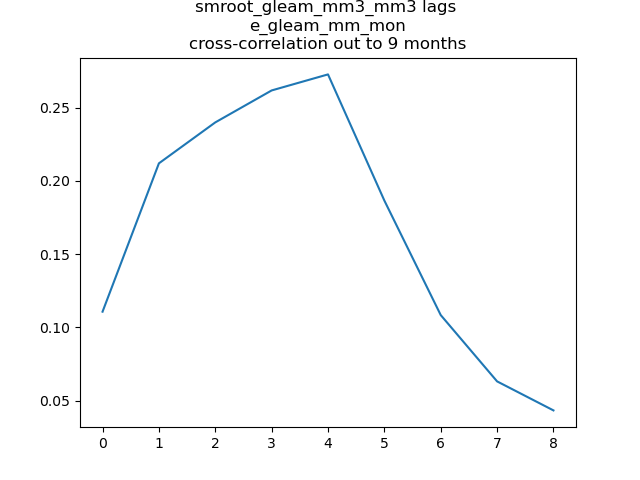 smroot_gleam_mm3_mm3 lags
e_gleam_mm_mon
cross-correlation out to 9 months
0.25
0.20
0.15
0.10
0.05
0 1 2 3 4 5 6 7 8